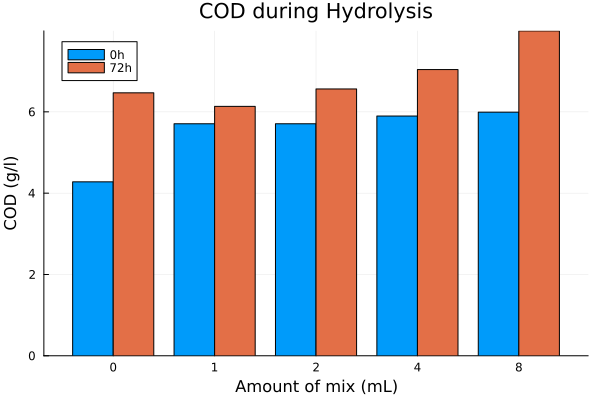 COD during Hydrolysis
0h
72h
COD (g/l)
6
4
2
0
0 1 2 4 8
Amount of mix (mL)